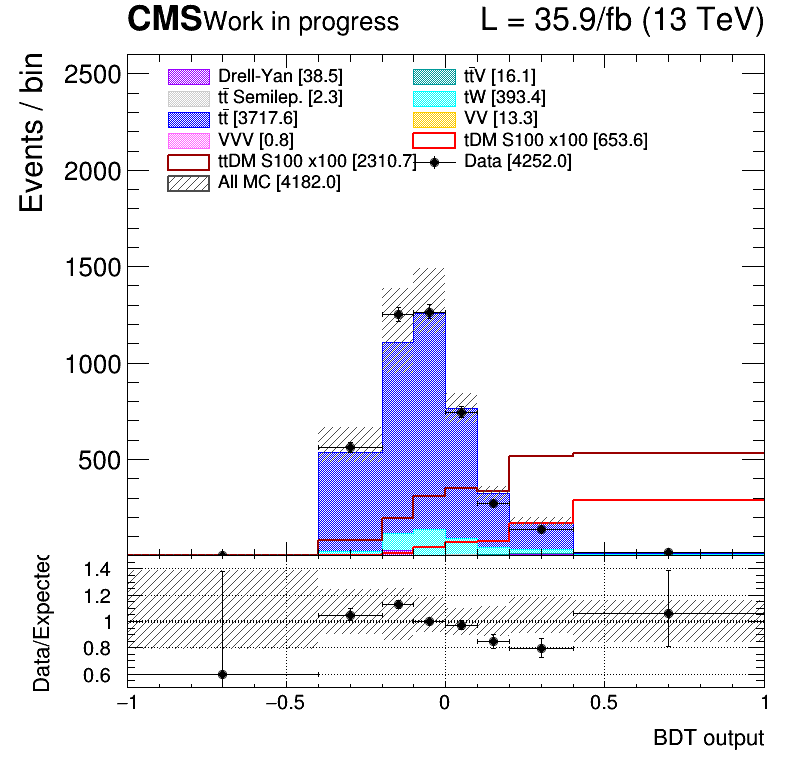 CMS Work in progress L = 35.9/fb (13 TeV)
Events / bin
2500
2000
1500
1000
500
Drell-Yan [38.5] tt̄V [16.1]
tt̄ Semilep. [2.3] tW [393.4]
tt̄ [3717.6] VV [13.3]
VVV [0.8] tDM S100 x100 [653.6]
ttDM S100 x100 [2310.7] Data [4252.0]
All MC [4182.0]
Data/Expected
1.4
1.2
1
0.8
0.6
−1 −0.5 0 0.5 1
BDT output